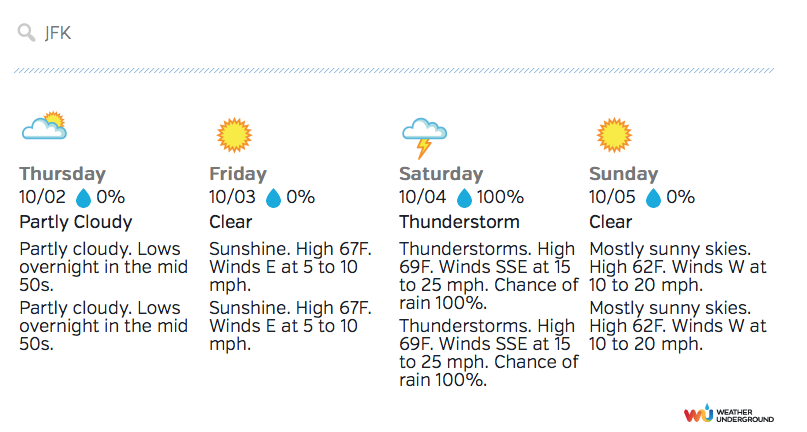 JFK
Thursday
10/02 0%
Partly Cloudy
Partly cloudy. Lows
overnight in the mid
50s.
Partly cloudy. Lows
overnight in the mid
50s.
Friday
10/03 0%
Clear
Sunshine. High 67F.
Winds E at 5 to 10
mph.
Sunshine. High 67F.
Winds E at 5 to 10
mph.
Saturday
10/04 100%
Thunderstorm
Thunderstorms. High
69F. Winds SSE at 15
to 25 mph. Chance of
rain 100%.
Thunderstorms. High
69F. Winds SSE at 15
to 25 mph. Chance of
rain 100%.
Sunday
10/05 0%
Clear
Mostly sunny skies.
High 62F. Winds W at
10 to 20 mph.
Mostly sunny skies.
High 62F. Winds W at
10 to 20 mph.
WU WEATHER
UNDERGROUND